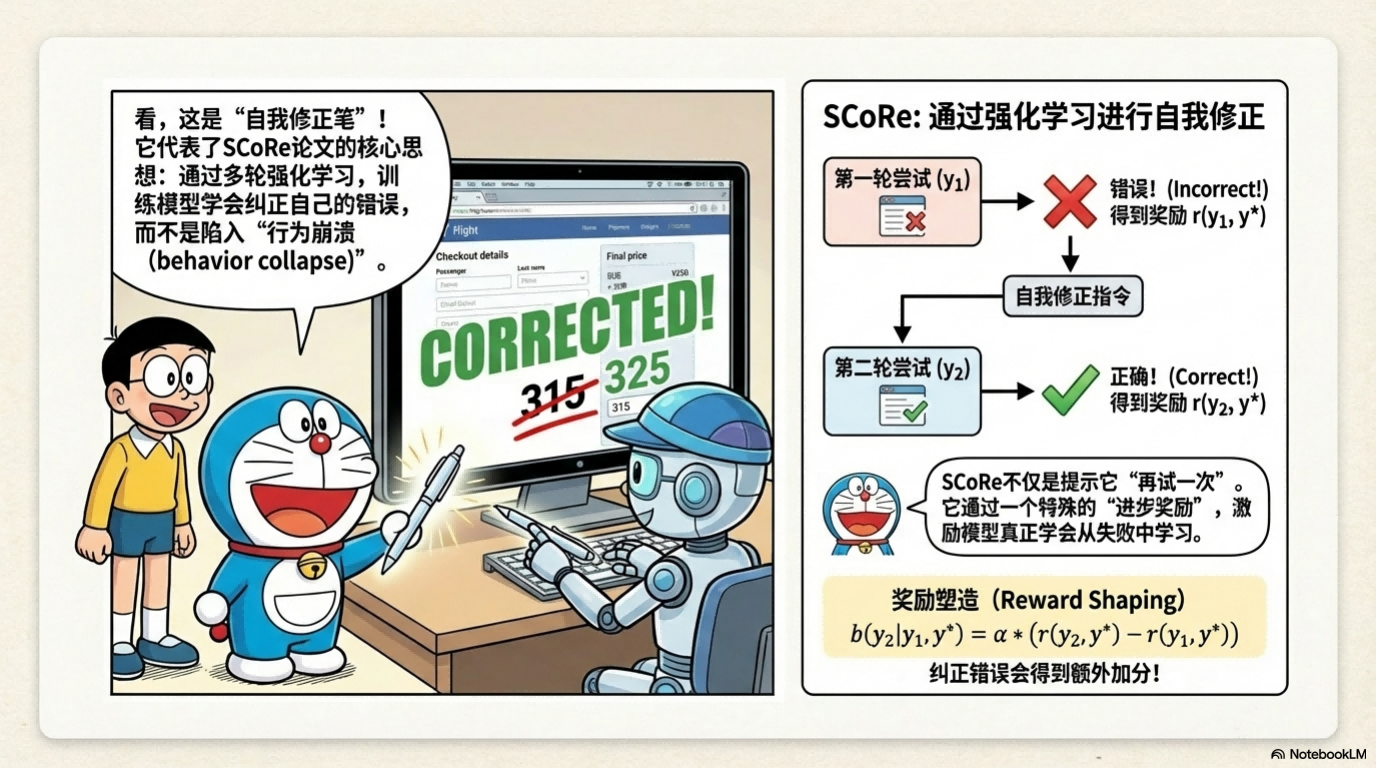 看，这是“自我修正笔”！
它代表了SCoRe论文的核心思
想：通过多轮强化学习，训
练模型学会纠正自己的错误，
而不是陷入“行为崩溃
（behavior collapse)”。
Flight
Checkout details
Passenger
Last name
Final price
CORRECTED!
315 325
315
SCoRe: 通过强化学习进行自我修正
第一轮尝试 (y₁)
错误！(Incorrect!)
得到奖励 r(y₁, y*)
自我修正指令
第二轮尝试 (y₂)
正确！(Correct!)
得到奖励 r(y₂, y*)
SCoRe不仅是提示它“再试一次”。
它通过一个特殊的“进步奖励”，激
励模型真正学会从失败中学习。
奖励塑造（Reward Shaping）
b(y₂|y₁, y*) = α * (r(y₂, y*) − r(y₁, y*))
纠正错误会得到额外加分！
NotebookLM